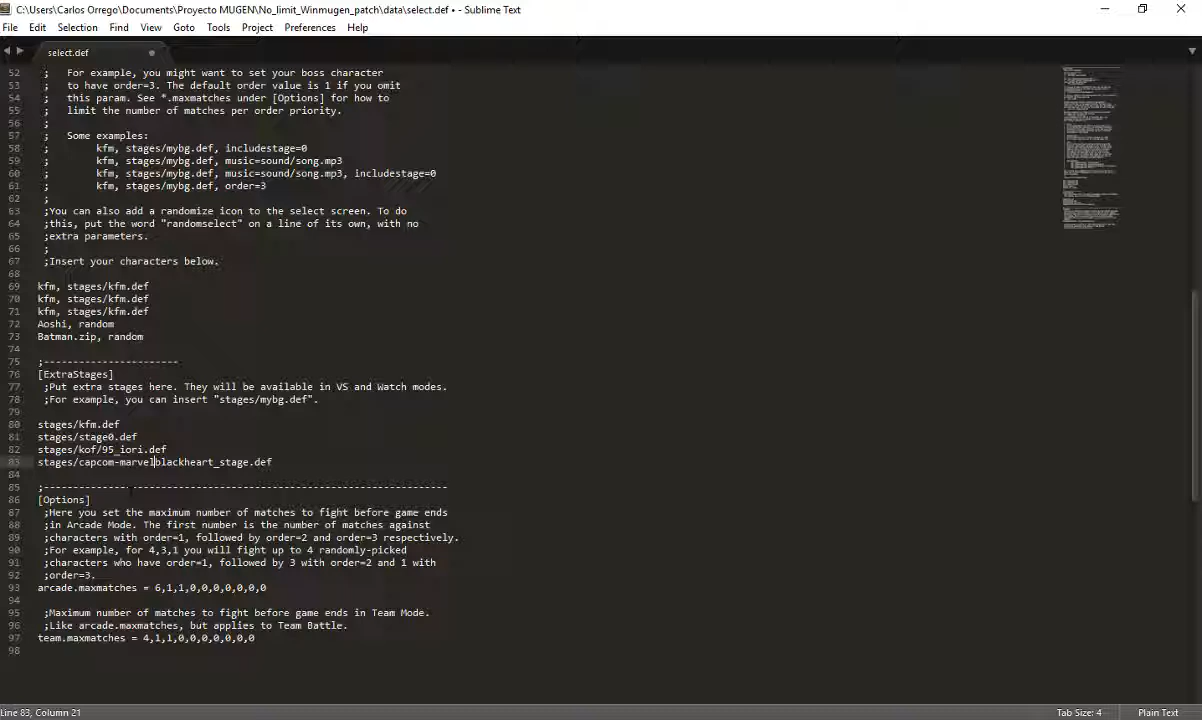 C:\Users\Carlos Orrego\Documents\Proyecto MUGEN\No_limit_Winmugen_patch\data\select.def • - Sublime Text
File Edit Selection Find View Goto Tools Project Preferences Help
select.def
52 ; For example, you might want to set your boss character
53 ; to have order=3. The default order value is 1 if you omit
54 ; this param. See *.maxmatches under [Options] for how to
55 ; limit the number of matches per order priority.
56 ;
57 ; Some examples:
58 ; kfm, stages/mybg.def, includestage=0
59 ; kfm, stages/mybg.def, music=sound/song.mp3
60 ; kfm, stages/mybg.def, music=sound/song.mp3, includestage=0
61 ; kfm, stages/mybg.def, order=3
62 ;
63 ;You can also add a randomize icon to the select screen. To do
64 ;this, put the word "randomselect" on a line of its own, with no
65 ;extra parameters.
66 ;
67 ;Insert your characters below.
68
69 kfm, stages/kfm.def
70 kfm, stages/kfm.def
71 kfm, stages/kfm.def
72 Aoshi, random
73 Batman.zip, random
74
75 ;-----------------------
76 [ExtraStages]
77 ;Put extra stages here. They will be available in VS and Watch modes.
78 ;For example, you can insert "stages/mybg.def".
79
80 stages/kfm.def
81 stages/stage0.def
82 stages/kof/95_iori.def
83 stages/capcom-marvelblackheart_stage.def
84
85 ;---------------------------------------------------------------------
86 [Options]
87 ;Here you set the maximum number of matches to fight before game ends
88 ;in Arcade Mode. The first number is the number of matches against
89 ;characters with order=1, followed by order=2 and order=3 respectively.
90 ;For example, for 4,3,1 you will fight up to 4 randomly-picked
91 ;characters who have order=1, followed by 3 with order=2 and 1 with
92 ;order=3.
93 arcade.maxmatches = 6,1,1,0,0,0,0,0,0,0
94
95 ;Maximum number of matches to fight before game ends in Team Mode.
96 ;Like arcade.maxmatches, but applies to Team Battle.
97 team.maxmatches = 4,1,1,0,0,0,0,0,0,0
98
Line 83, Column 21 Tab Size: 4 Plain Text